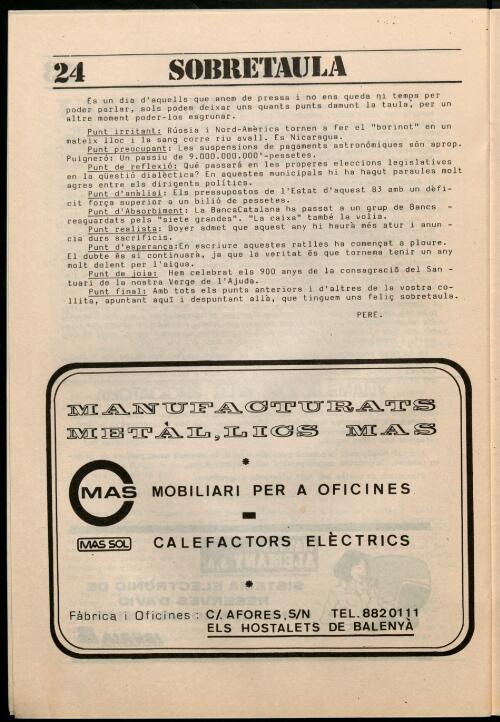 24 SOBRETAULA
És un dia d'aquells que anem de pressa i no ens queda ni temps per
poder parlar, sols podem deixar uns quants punts damunt la taula, per un
altre moment poder-los esgrunar.
Punt irritant: Rússia i Nord-Amèrica tornen a fer el "borinot" en un
mateix lloc i la sang corre riu avall. Es Nicaragua.
Punt preocupant: Les suspensions de pagaments astronómiques són aprop.
Puigneró: Un passiu de 9.000.000.000'-pessetes.
Punt de reflexió: Qué passará en les properes eleccions legislatives
en la qüestió dialèctica? En aquestes municipals hi ha hagut paraules molt
agres entre els dirigents polítics.
Punt d'anàlisi: Els pressupostos de l'Estat d'aquest 83 amb un dèfi-
cit força superior a un bilió de pessetes.
Punt d'Absorbiment: La BancaCatalana ha passat a un grup de Bancs -
resguardats pels "siete grandes". "La caixa" també la volia.
Punt realista: Boyer admet que aquest any hi haurà més atur i anun -
cia durs sacrificis.
Punt d'esperança:En escriure aquestes ratlles ha començat a ploure.
El dubte és si continuarà, ja que la veritat és que tornema tenir un any
molt dolent per l'aigua.
Punt de joia: Hem celebrat els 900 anys de la consagració del San -
tuari de la nostra Verge de l'Ajuda.
Punt final: Amb tots els punts anteriors i d'altres de la vostra co-
llita, apuntant aquí i despuntant allà, que tinguem una feliç sobretaula.
PERE.
MANUFACTURATS
METÀL,LICS MAS
*
MAS MOBILIARI PER A OFICINES
MAS SOL CALEFACTORS ELÈCTRICS
*
Fàbrica i Oficines : C/. AFORES, S/N TEL. 8820111
ELS HOSTALETS DE BALENYÀ